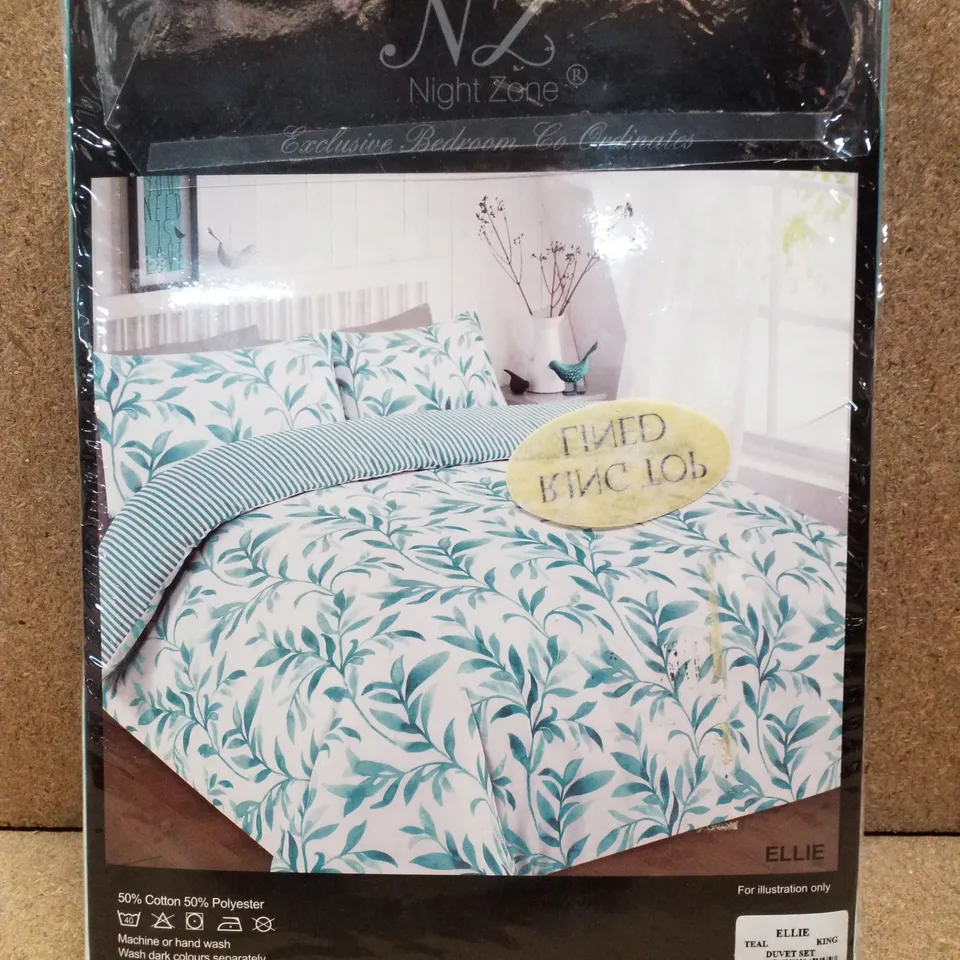 NZ
Night Zone®
Exclusive Bedroom Co Ordinates
LINED
RING TOP
ELLIE
50% Cotton 50% Polyester
For illustration only
40
Machine or hand wash
Wash dark colours separately
ELLIE
TEAL KING
DUVET SET